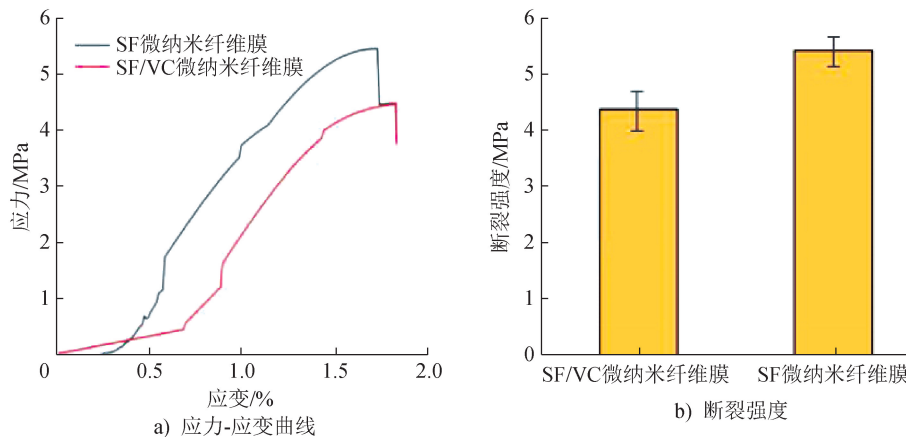 6
5
4
3
2
1
0
0.5
1.0
1.5
2.0
应力/MPa
应变/%
SF微纳米纤维膜
SF/VC微纳米纤维膜
a) 应力-应变曲线
6
5
4
3
2
1
0
断裂强度/MPa
SF/VC微纳米纤维膜
SF微纳米纤维膜
b) 断裂强度